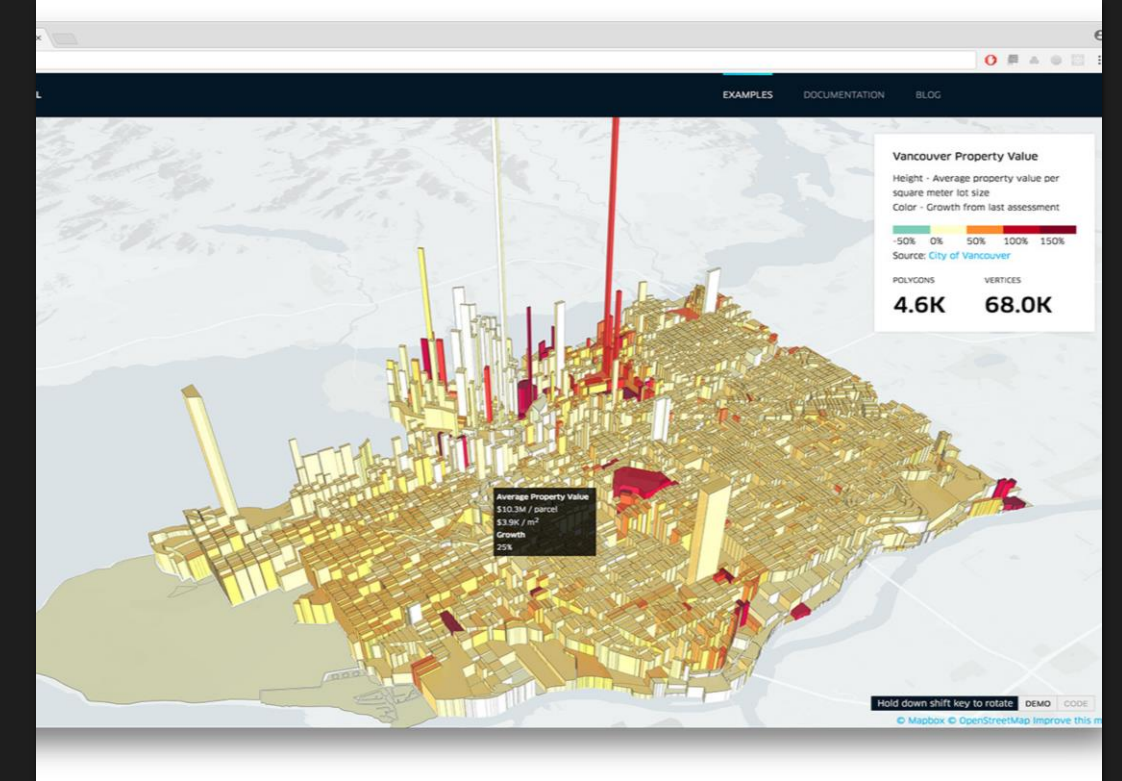 L
EXAMPLES DOCUMENTATION BLOG
Vancouver Property Value
Height - Average property value per
square meter lot size
Color - Growth from last assessment
-50% 0% 50% 100% 150%
Source: City of Vancouver
POLYGONS VERTICES
4.6K 68.0K
Average Property Value
$10.3M / parcel
$3.9K / m²
Growth
25%
Hold down shift key to rotate DEMO CODE
© Mapbox © OpenStreetMap Improve this m